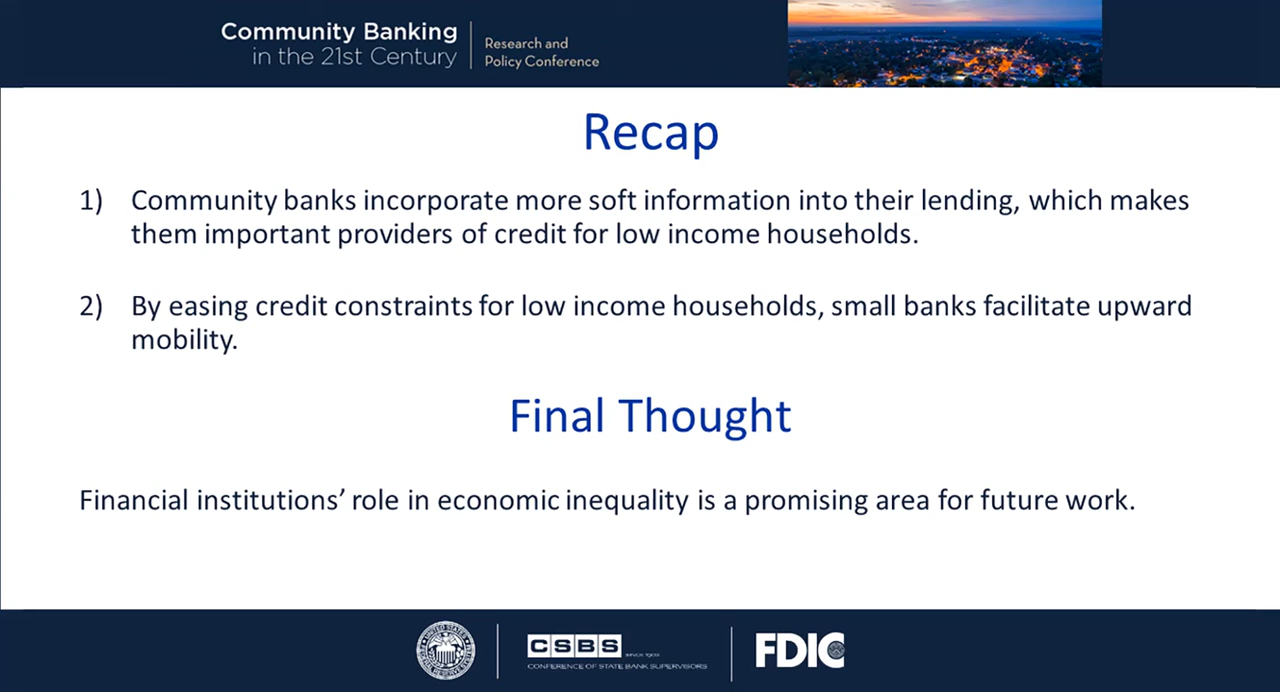 Community Banking
in the 21st Century
Research and
Policy Conference
Recap
1) Community banks incorporate more soft information into their lending, which makes
them important providers of credit for low income households.
2) By easing credit constraints for low income households, small banks facilitate upward
mobility.
Final Thought
Financial institutions’ role in economic inequality is a promising area for future work.
CSBS
CONFERENCE OF STATE BANK SUPERVISORS
FDIC